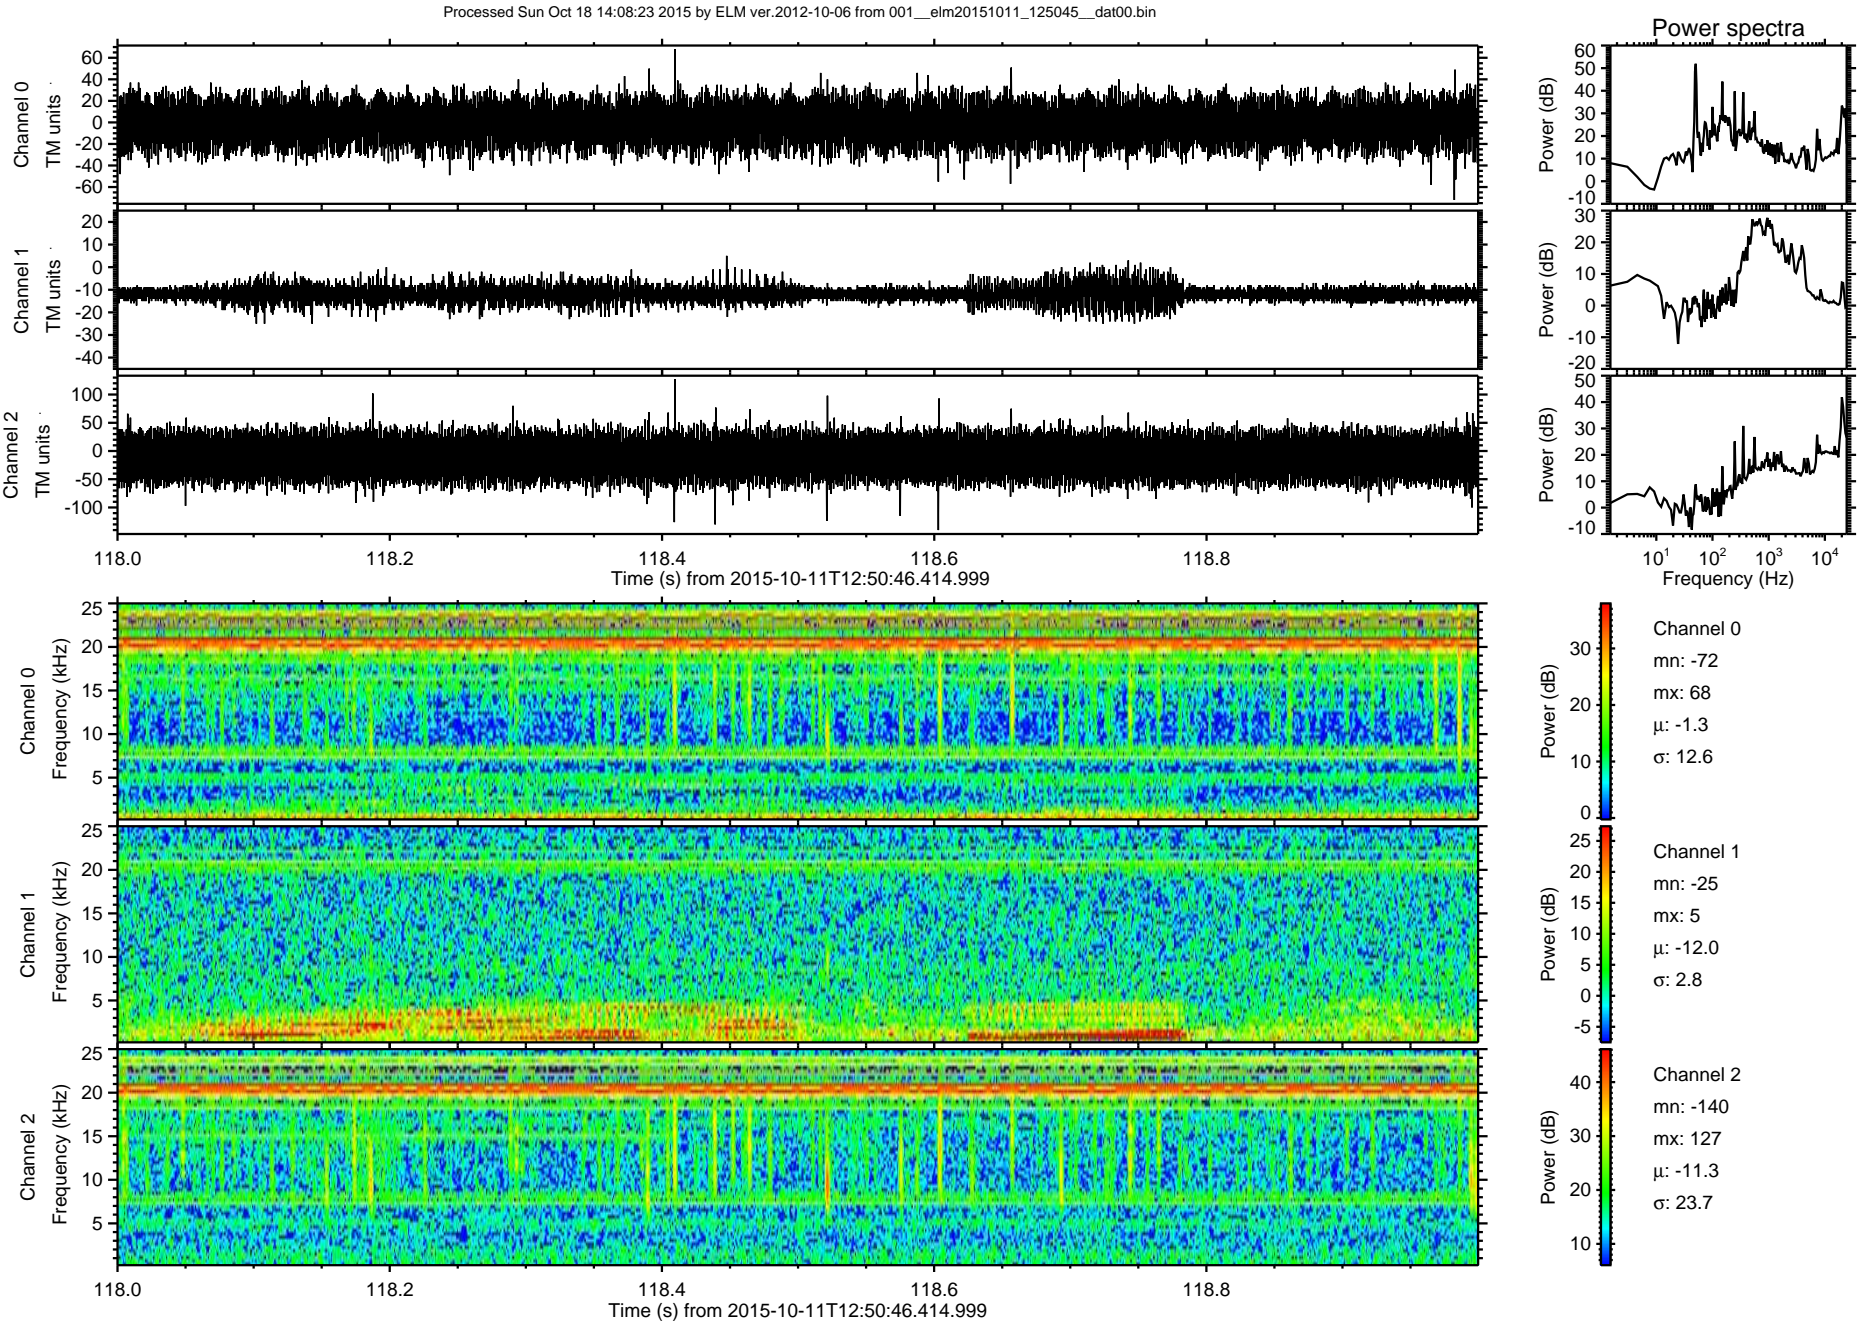 Processed Sun Oct 18 14:08:23 2015 by ELM ver.2012-10-06 from 001__elm20151011_125045__dat00.bin
Power spectra
Channel 0
TM units
60
40
20
0
-20
-40
-60
Power (dB)
60
50
40
30
20
10
0
-10
Channel 1
TM units
20
10
0
-10
-20
-30
-40
Power (dB)
30
20
10
0
-10
-20
Channel 2
TM units
100
50
0
-50
-100
Power (dB)
50
40
30
20
10
0
-10
118.0 118.2 118.4 118.6 118.8
Time (s) from 2015-10-11T12:50:46.414.999
10¹ 10² 10³ 10⁴
Frequency (Hz)
Channel 0
Frequency (kHz)
25
20
15
10
5
Power (dB)
30
20
10
0
Channel 0
mn: -72
mx: 68
μ: -1.3
σ: 12.6
Channel 1
Frequency (kHz)
25
20
15
10
5
Power (dB)
25
20
15
10
5
0
-5
Channel 1
mn: -25
mx: 5
μ: -12.0
σ: 2.8
Channel 2
Frequency (kHz)
25
20
15
10
5
Power (dB)
40
30
20
10
Channel 2
mn: -140
mx: 127
μ: -11.3
σ: 23.7
118.0 118.2 118.4 118.6 118.8
Time (s) from 2015-10-11T12:50:46.414.999